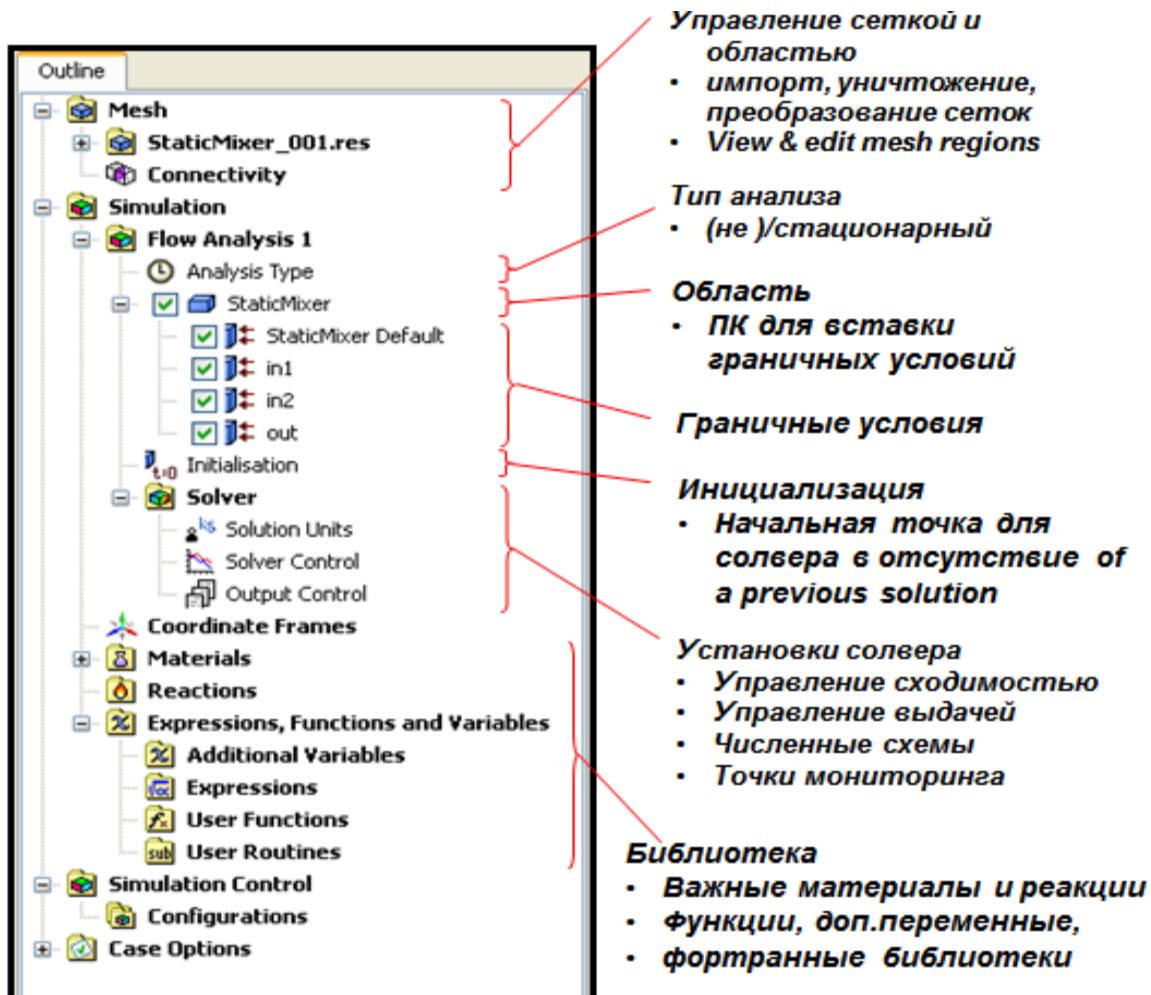 Outline
Mesh
StaticMixer_001.res
Connectivity
Simulation
Flow Analysis 1
Analysis Type
StaticMixer
StaticMixer Default
in1
in2
out
t=0 Initialisation
Solver
Solution Units
Solver Control
Output Control
Coordinate Frames
Materials
Reactions
Expressions, Functions and Variables
Additional Variables
Expressions
User Functions
User Routines
Simulation Control
Configurations
Case Options
Управление сеткой и
областью
• импорт, уничтожение,
преобразование сеток
• View & edit mesh regions
Тип анализа
• (не )/стационарный
Область
• ПК для вставки
граничных условий
Граничные условия
Инициализация
• Начальная точка для
солвера в отсутствие of
a previous solution
Установки солвера
• Управление сходимостью
• Управление выдачей
• Численные схемы
• Точки мониторинга
Библиотека
• Важные материалы и реакции
• Функции, доп.переменные,
• фортранные библиотеки